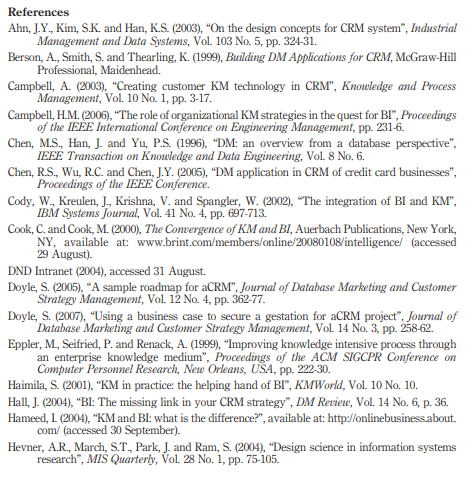 References
Ahn, J.Y., Kim, S.K. and Han, K.S. (2003), “On the design concepts for CRM system”, Industrial
Management and Data Systems, Vol. 103 No. 5, pp. 324-31.
Berson, A., Smith, S. and Thearling, K. (1999), Building DM Applications for CRM, McGraw-Hill
Professional, Maidenhead.
Campbell, A. (2003), “Creating customer KM technology in CRM”, Knowledge and Process
Management, Vol. 10 No. 1, pp. 3-17.
Campbell, H.M. (2006), “The role of organizational KM strategies in the quest for BI”, Proceedings
of the IEEE International Conference on Engineering Management, pp. 231-6.
Chen, M.S., Han, J. and Yu, P.S. (1996), “DM: an overview from a database perspective”,
IEEE Transaction on Knowledge and Data Engineering, Vol. 8 No. 6.
Chen, R.S., Wu, R.C. and Chen, J.Y. (2005), “DM application in CRM of credit card businesses”,
Proceedings of the IEEE Conference.
Cody, W., Kreulen, J., Krishna, V. and Spangler, W. (2002), “The integration of BI and KM”,
IBM Systems Journal, Vol. 41 No. 4, pp. 697-713.
Cook, C. and Cook, M. (2000), The Convergence of KM and BI, Auerbach Publications, New York,
NY, available at: www.brint.com/members/online/20080108/intelligence/ (accessed
29 August).
DND Intranet (2004), accessed 31 August.
Doyle, S. (2005), “A sample roadmap for aCRM”, Journal of Database Marketing and Customer
Strategy Management, Vol. 12 No. 4, pp. 362-77.
Doyle, S. (2007), “Using a business case to secure a gestation for aCRM project”, Journal of
Database Marketing and Customer Strategy Management, Vol. 14 No. 3, pp. 258-62.
Eppler, M., Seifried, P. and Renack, A. (1999), “Improving knowledge intensive process through
an enterprise knowledge medium”, Proceedings of the ACM SIGCPR Conference on
Computer Personnel Research, New Orleans, USA, pp. 222-30.
Haimila, S. (2001), “KM in practice: the helping hand of BI”, KMWorld, Vol. 10 No. 10.
Hall, J. (2004), “BI: The missing link in your CRM strategy”, DM Review, Vol. 14 No. 6, p. 36.
Hameed, I. (2004), “KM and BI: what is the difference?”, available at: http://onlinebusiness.about.
com/ (accessed 30 September).
Hevner, A.R., March, S.T., Park, J. and Ram, S. (2004), “Design science in information systems
research”, MIS Quarterly, Vol. 28 No. 1, pp. 75-105.